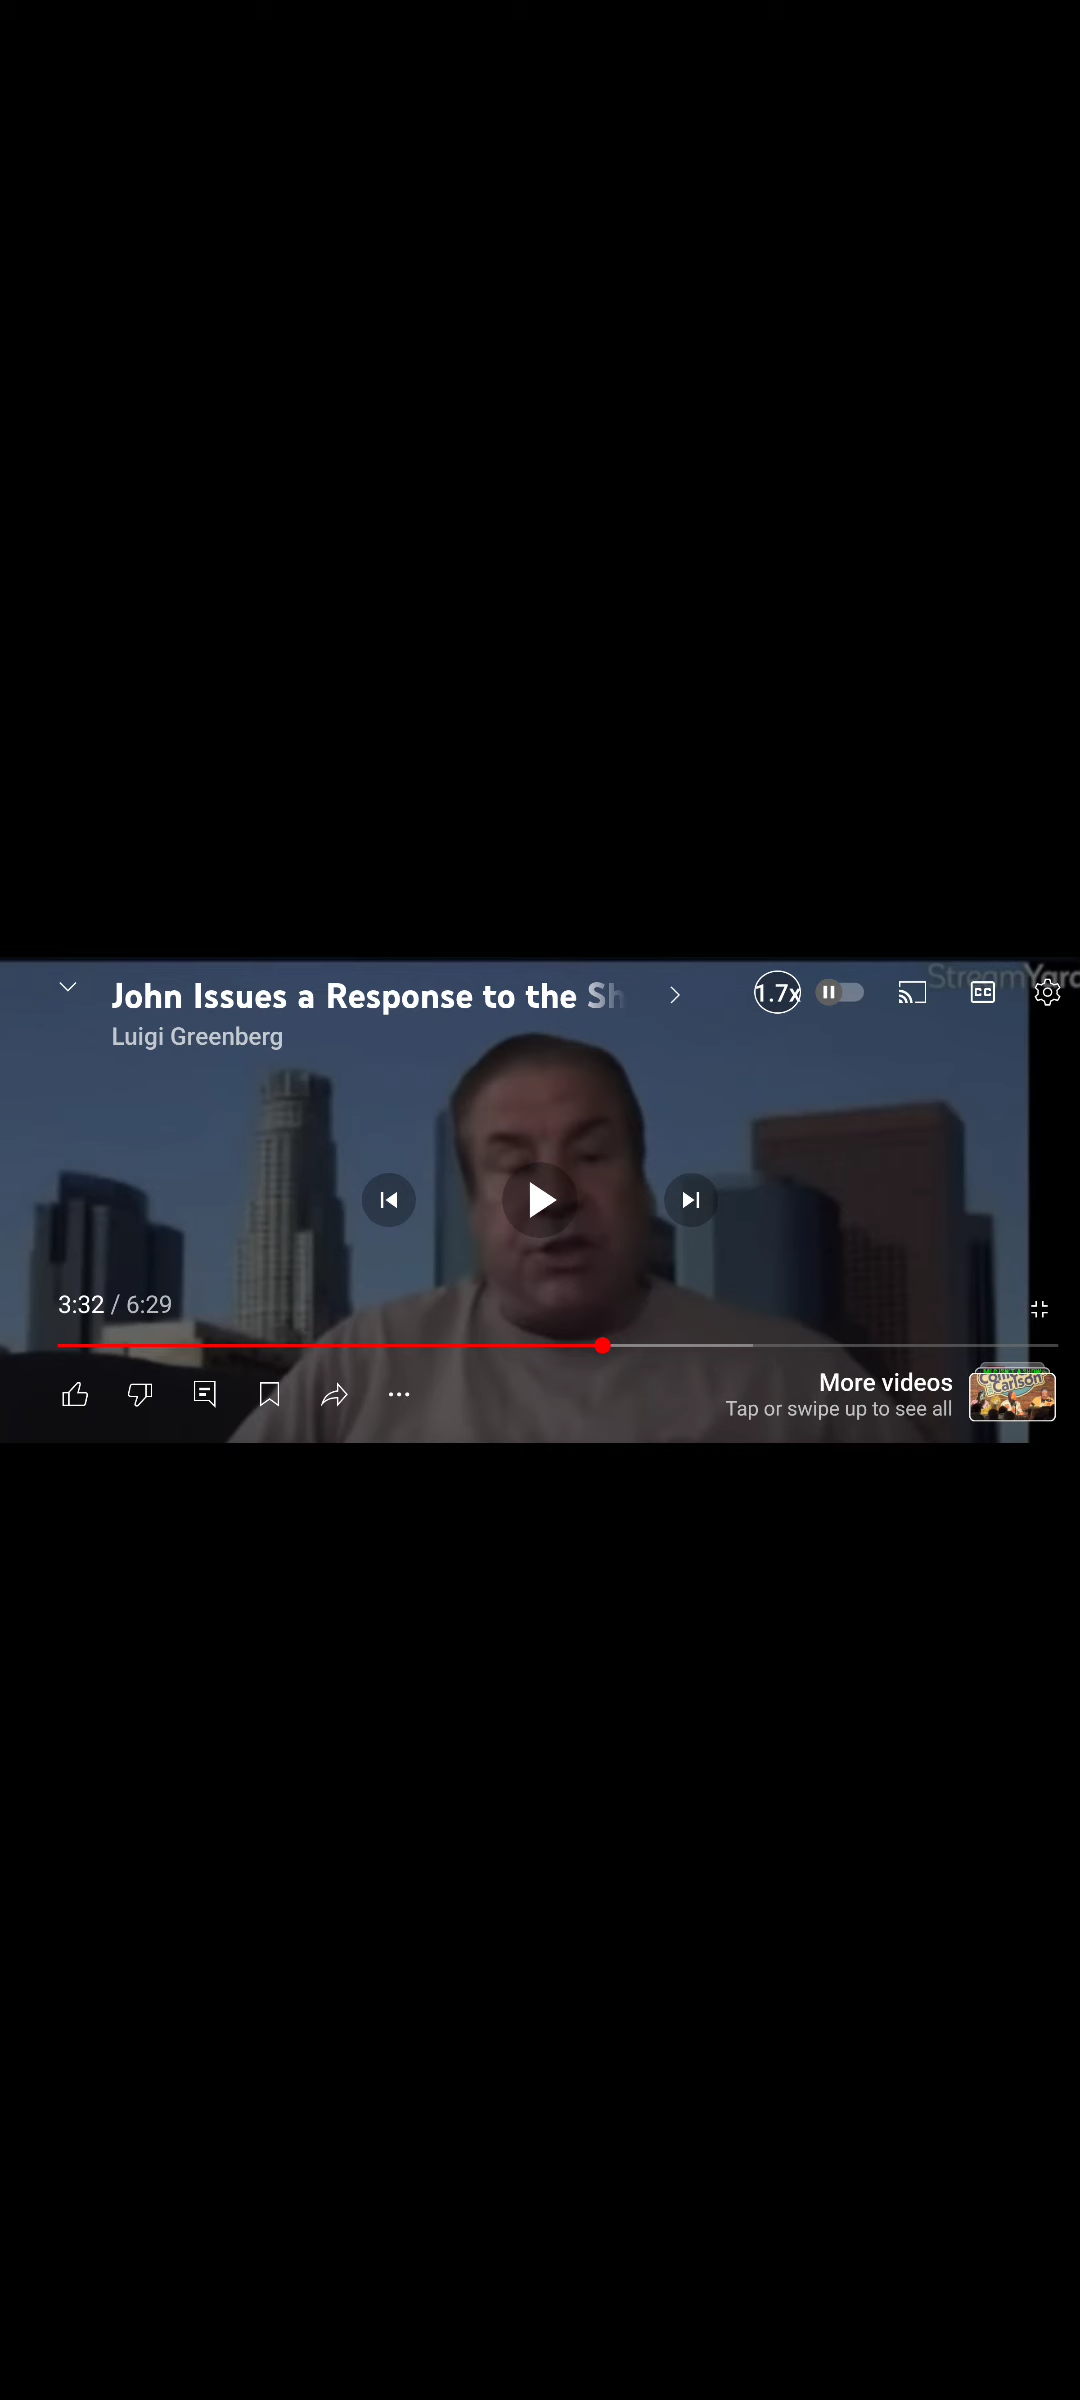 StreamYard
John Issues a Response to the Sh
1.7x
CC
Luigi Greenberg
3:32 / 6:29
More videos
Tap or swipe up to see all
Carlson